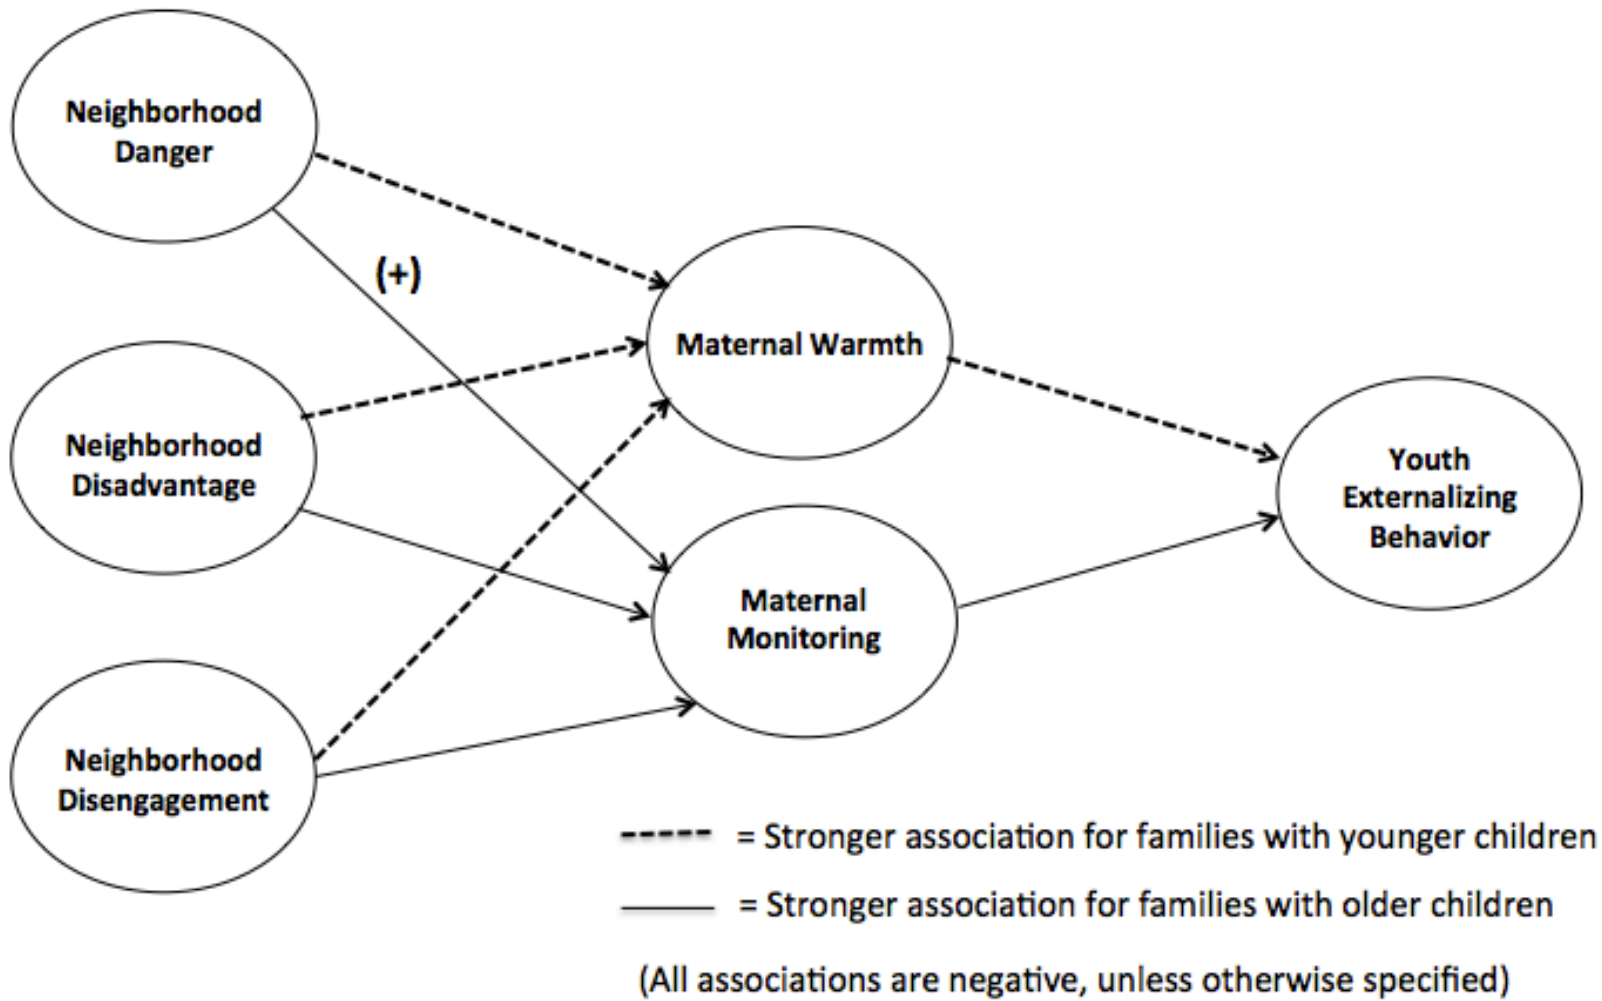 Neighborhood
Danger
(+)
Maternal Warmth
Neighborhood
Disadvantage
Youth
Externalizing
Behavior
Maternal
Monitoring
Neighborhood
Disengagement
= Stronger association for families with younger children
= Stronger association for families with older children
(All associations are negative, unless otherwise specified)